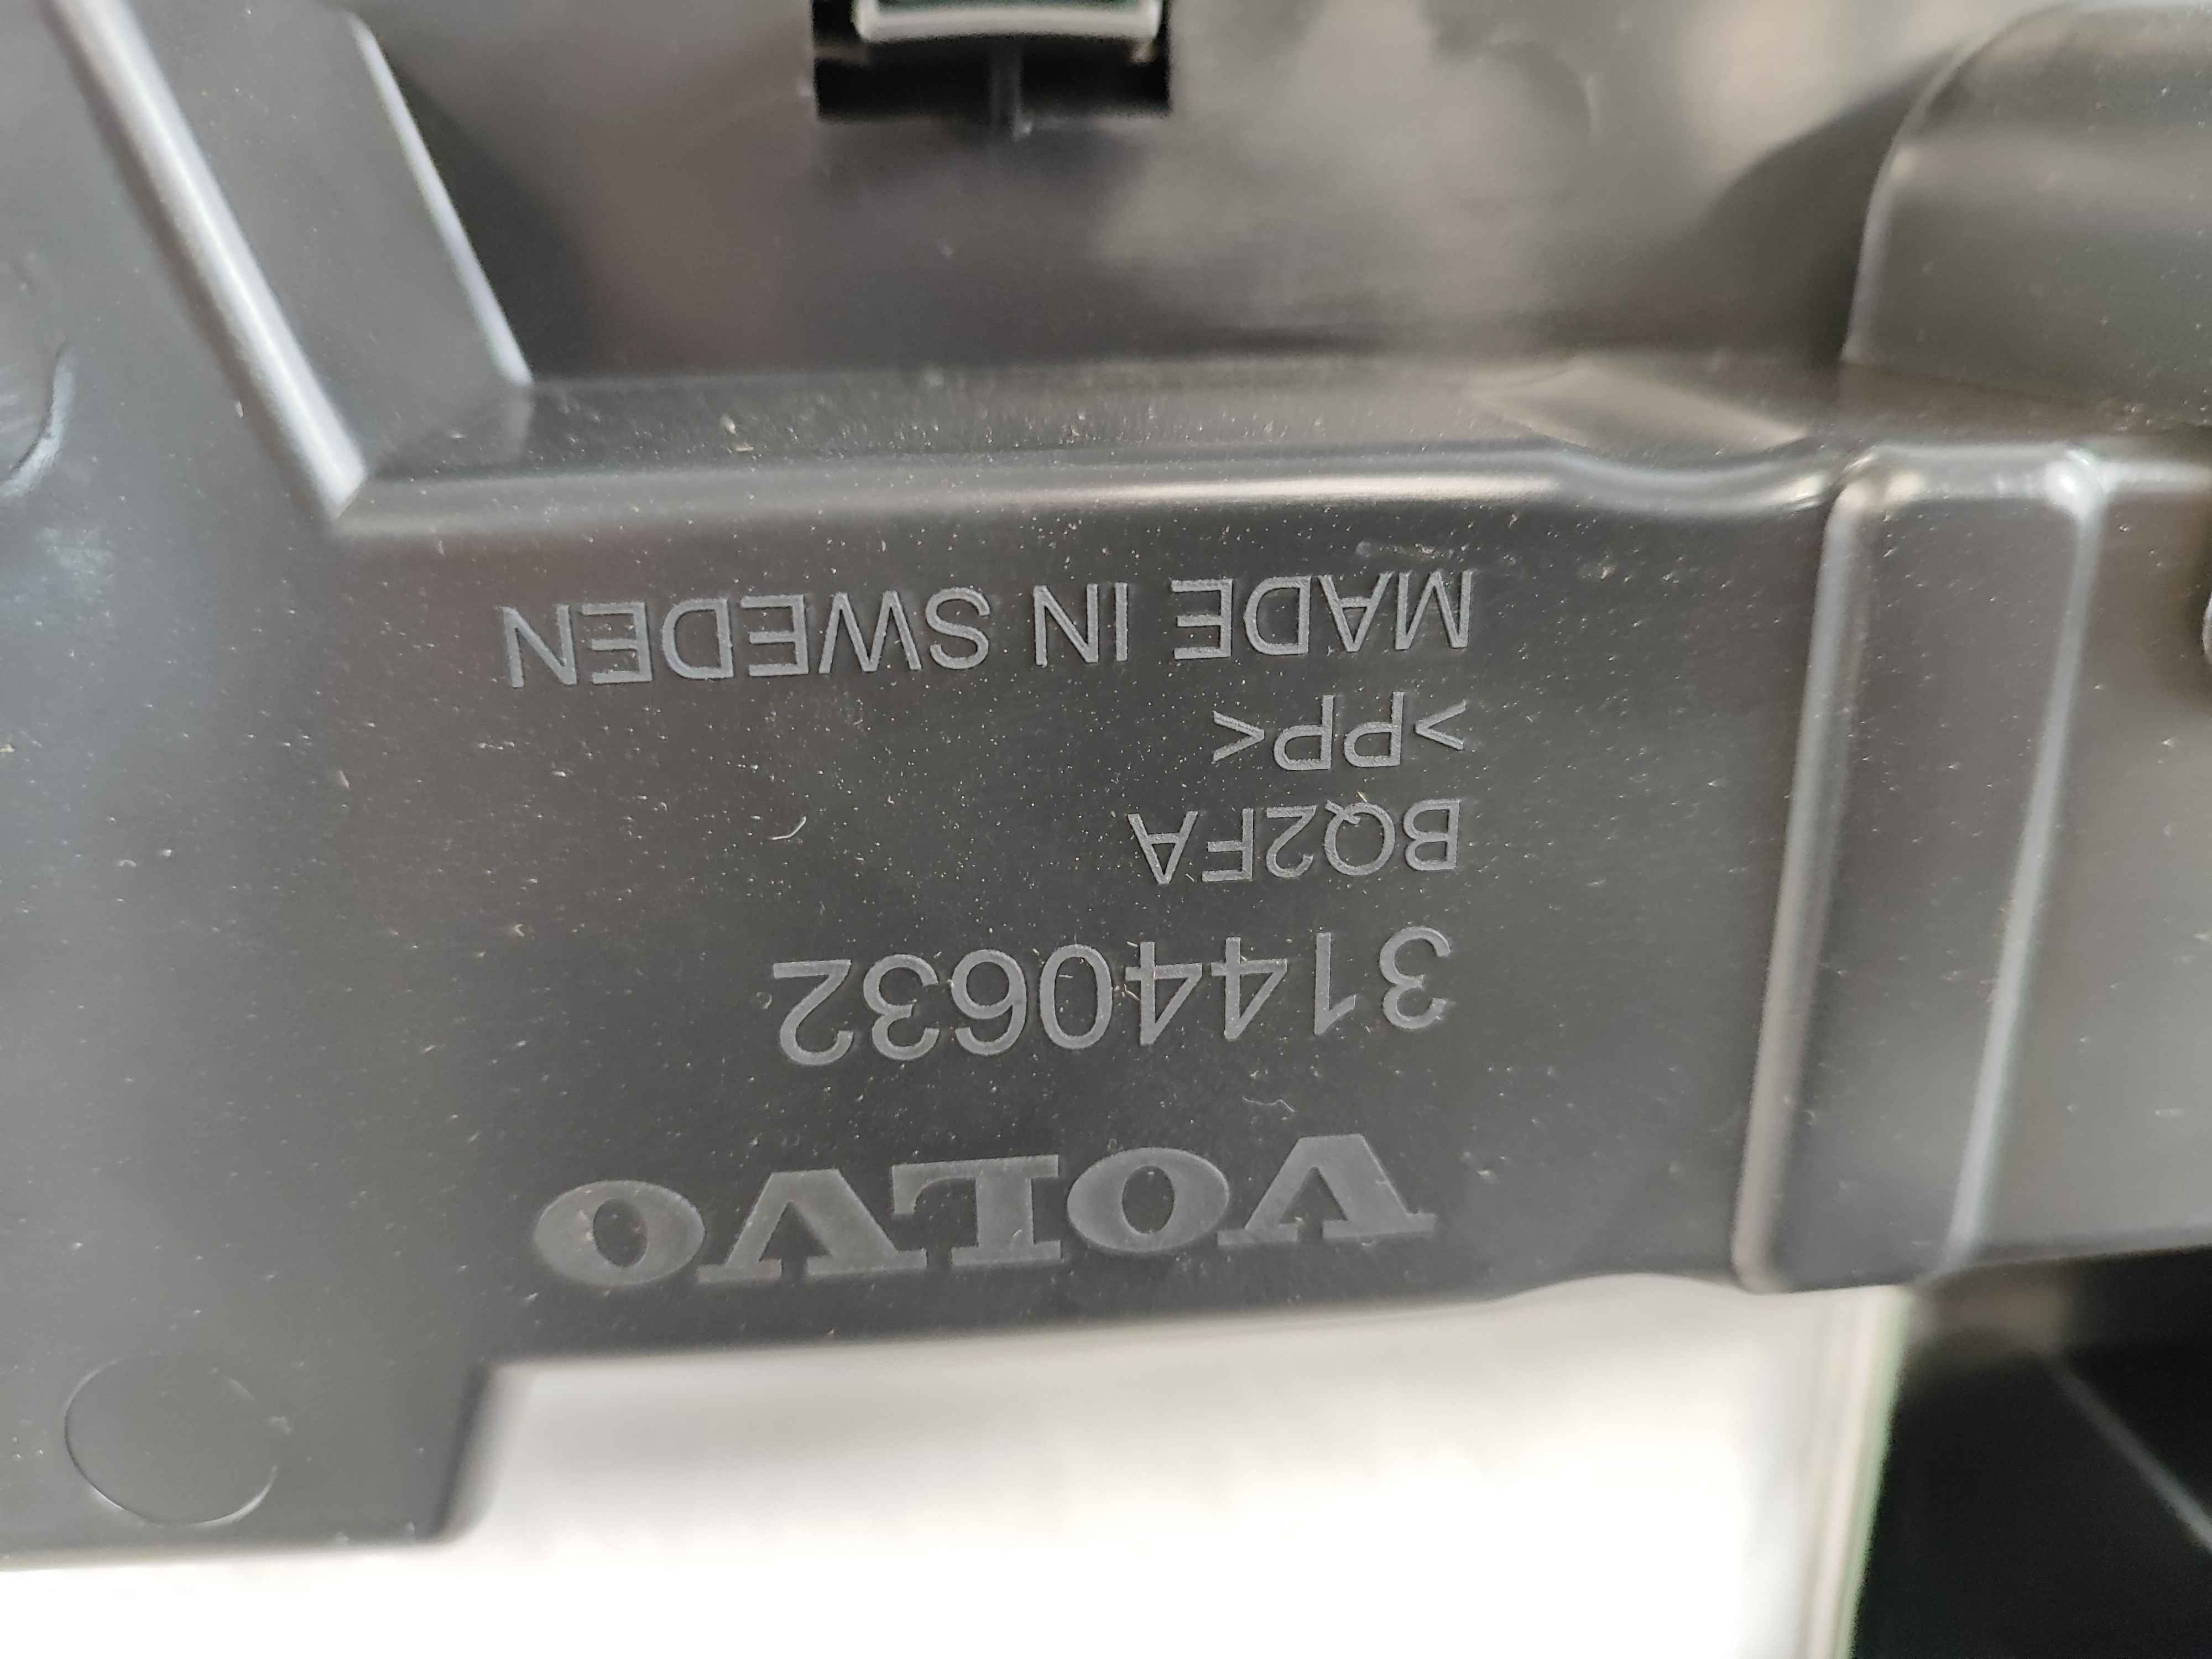 VOLVO
31440632
BQ2FA
>PP<
MADE IN SWEDEN